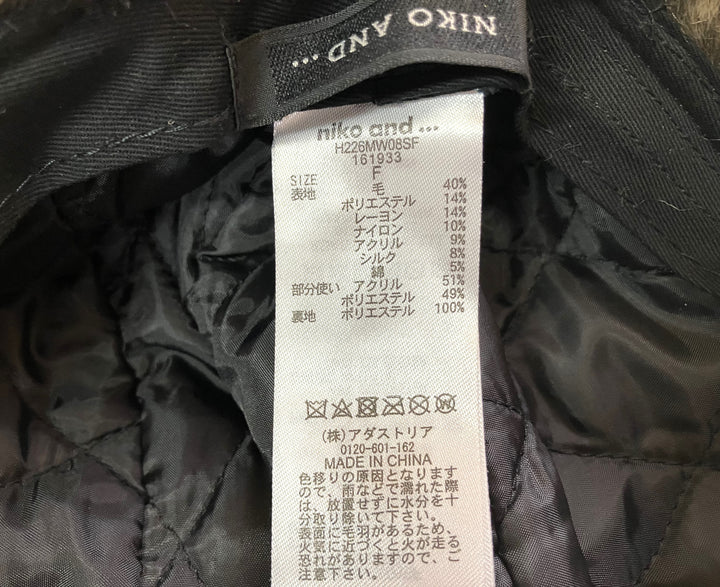 NIKO AND ...
niko and ...
H226MW08SF
161933
SIZE F
表地 毛 40%
ポリエステル 14%
レーヨン 14%
ナイロン 10%
アクリル 9%
シルク 8%
綿 5%
部分使い アクリル 51%
ポリエステル 49%
裏地 ポリエステル 100%
(株)アダストリア
0120-601-162
MADE IN CHINA
色移りの原因となります
ので、雨などで濡れた際
は、放置せずに水分を十
分取り除いて下さい。
表面に毛羽があるため、
火気に近づくと火が走る
恐れがありますので、ご
注意下さい。